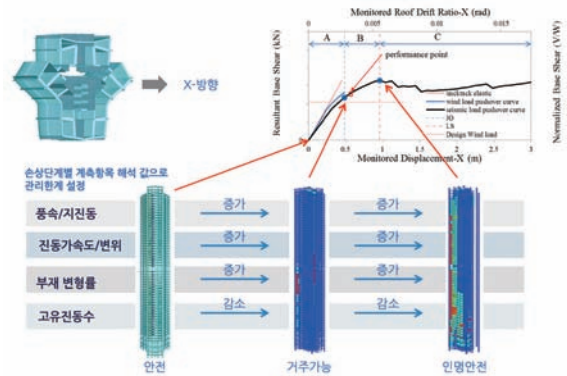 Monitored Roof Drift Ratio-X (rad)
0
0.005
0.01
0.015
A
B
C
performance point
Resultant Base Shear (kN)
Normalized Base Shear (V/W)
uncknck elastic
wind load pushover curve
seismic load pushover curve
IO
LS
Design Wind load
0
0.5
1
1.5
2
2.5
3
Monitored Displacement-X (m)
X-방향
손상단계별 계측항목 해석 값으로
관리한계 설정
풍속/지진동
증가
증가
진동가속도/변위
증가
증가
부재 변형률
증가
증가
고유진동수
감소
감소
안전
거주가능
인명안전